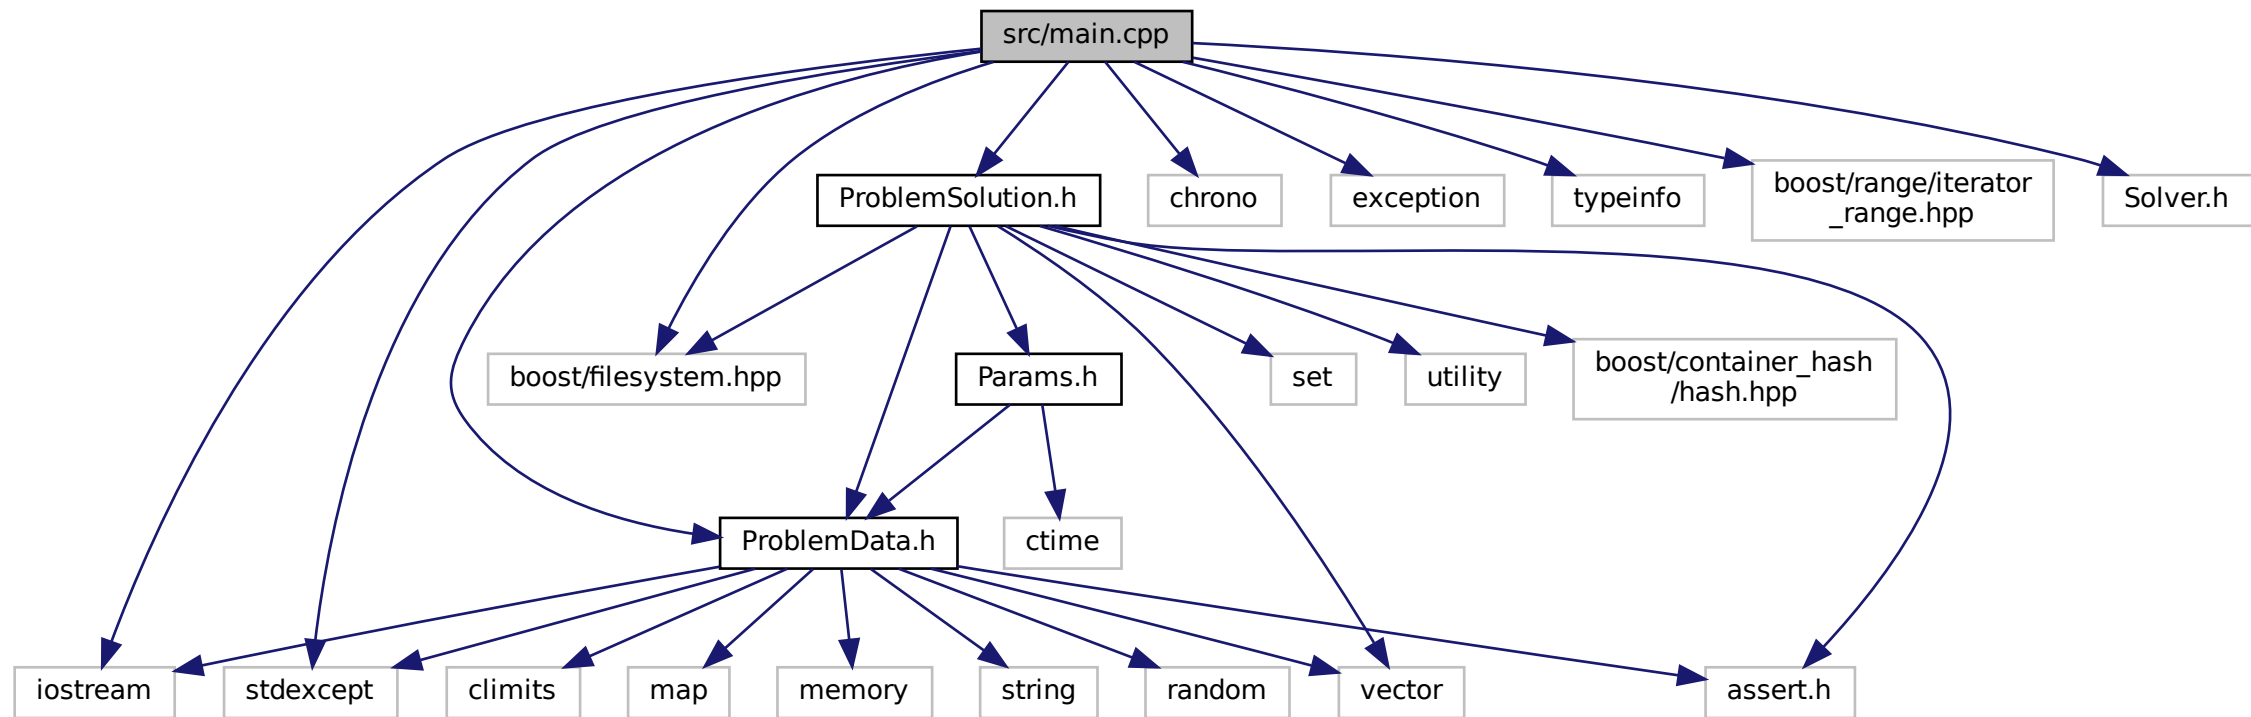 src/main.cpp
ProblemSolution.h
chrono
exception
typeinfo
boost/range/iterator
_range.hpp
Solver.h
boost/filesystem.hpp
Params.h
set
utility
boost/container_hash
/hash.hpp
ProblemData.h
ctime
iostream
stdexcept
climits
map
memory
string
random
vector
assert.h